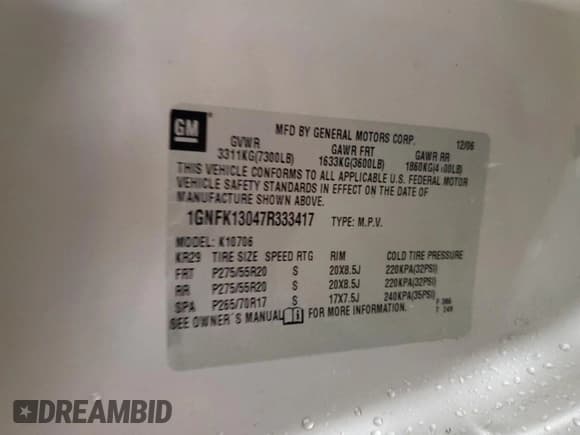 GM
MFD BY GENERAL MOTORS CORP. 12/06
GVWR GAWR FRT GAWR RR
3311KG(7300LB) 1633KG(3600LB) 1860KG(4100LB)
THIS VEHICLE CONFORMS TO ALL APPLICABLE U.S. FEDERAL MOTOR
VEHICLE SAFETY STANDARDS IN EFFECT ON THE DATE OF
MANUFACTURE SHOWN ABOVE.
1GNFK13047R333417 TYPE: M.P.V.
MODEL: K10706
KR29 TIRE SIZE SPEED RTG RIM COLD TIRE PRESSURE
FRT P275/55R20 S 20X8.5J 220KPA(32PSI)
RR P275/55R20 S 20X8.5J 220KPA(32PSI)
SPA P265/70R17 S 17X7.5J 240KPA(35PSI)
SEE OWNER'S MANUAL FOR MORE INFORMATION.
DREAMBID